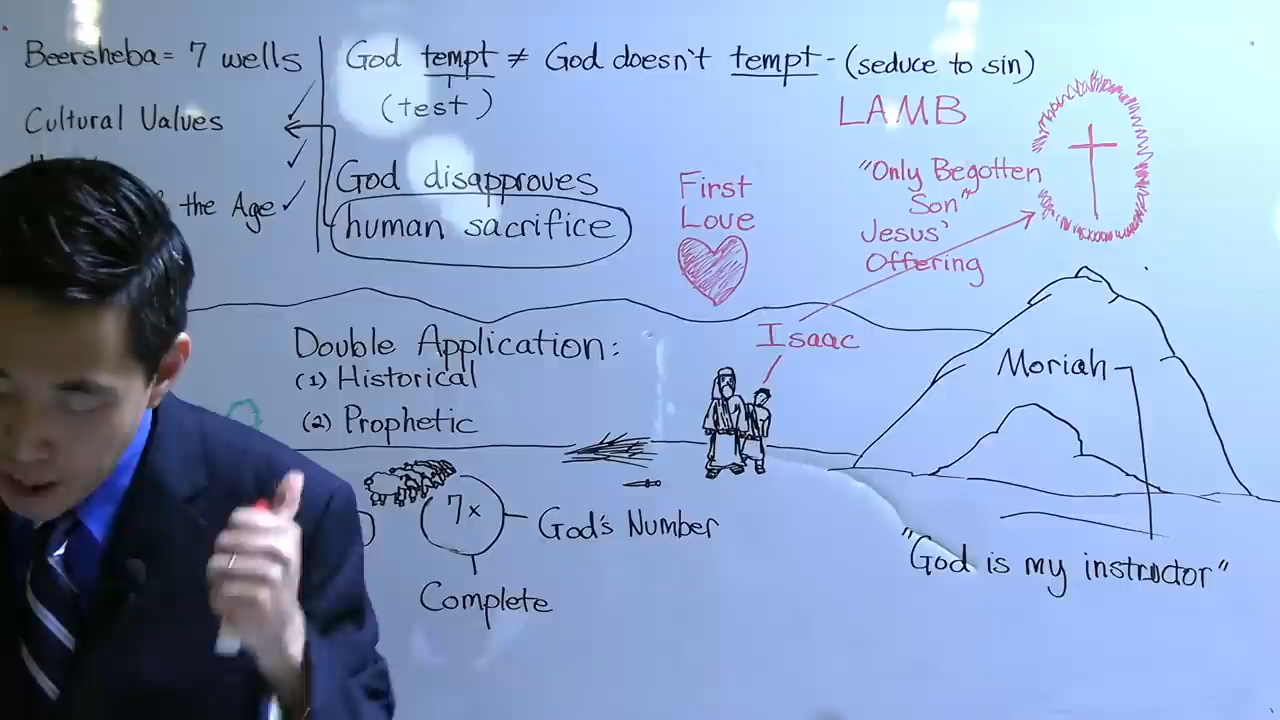 Beersheba = 7 wells
Cultural Values
the Age
God tempt ≠ God doesn't tempt - (seduce to sin)
(test)
God disapproves
human sacrifice
First
Love
LAMB
"Only Begotten
Son"
Jesus'
Offering
Isaac
Double Application:
(1) Historical
(2) Prophetic
Moriah
7x
God's Number
Complete
"God is my instructor"